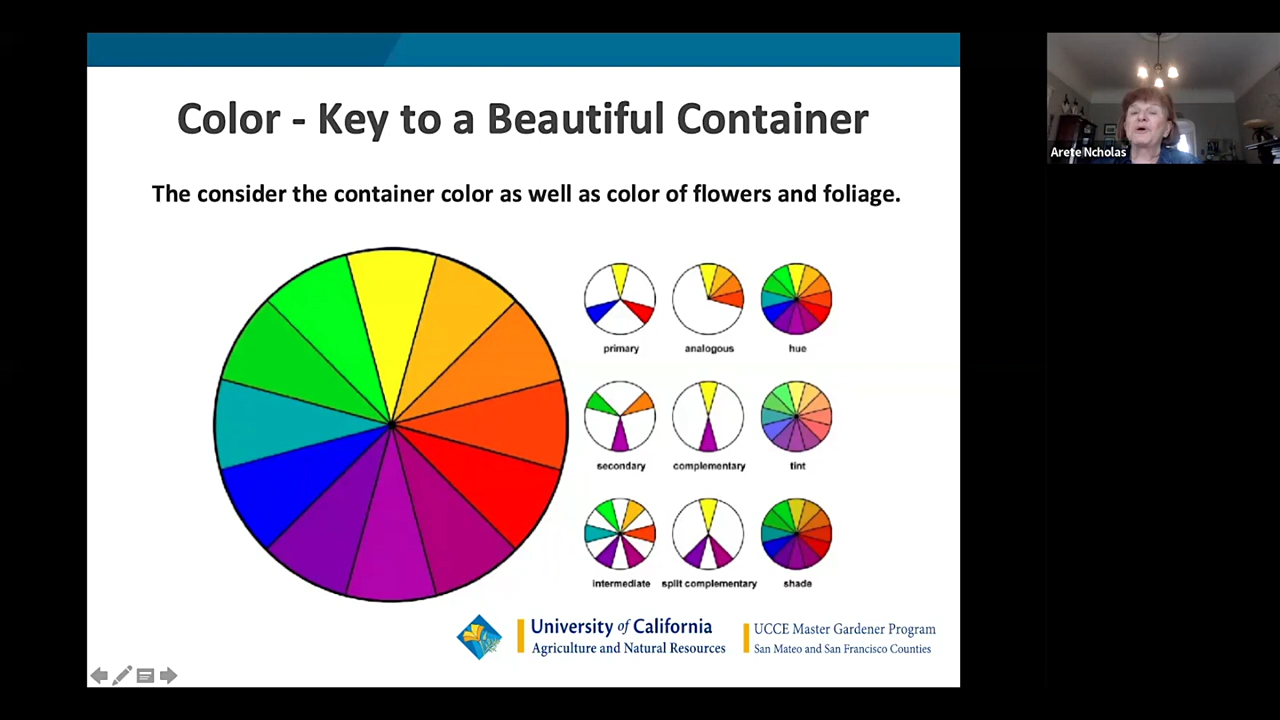 Color - Key to a Beautiful Container
The consider the container color as well as color of flowers and foliage.
primary
analogous
hue
secondary
complementary
tint
intermediate
split complementary
shade
University of California
Agriculture and Natural Resources
UCCE Master Gardener Program
San Mateo and San Francisco Counties
Arete Ncholas